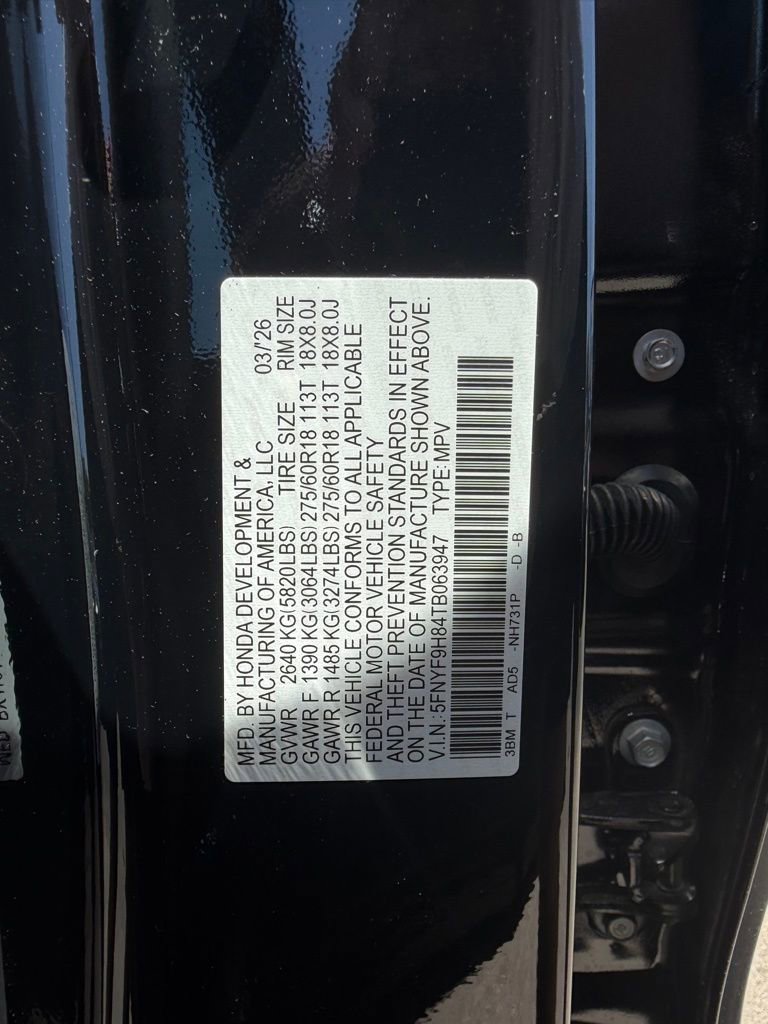 MFD. BY HONDA DEVELOPMENT &
MANUFACTURING OF AMERICA, LLC 03/'26
GVWR 2640 KG(5820LBS) TIRE SIZE RIM SIZE
GAWR F 1390 KG(3064LBS) 275/60R18 113T 18X8.0J
GAWR R 1485 KG(3274LBS) 275/60R18 113T 18X8.0J
THIS VEHICLE CONFORMS TO ALL APPLICABLE
FEDERAL MOTOR VEHICLE SAFETY
AND THEFT PREVENTION STANDARDS IN EFFECT
ON THE DATE OF MANUFACTURE SHOWN ABOVE.
V.I.N.:5FNYF9H84TB063947 TYPE:MPV
3BM T AD5 -NH731P -D -B